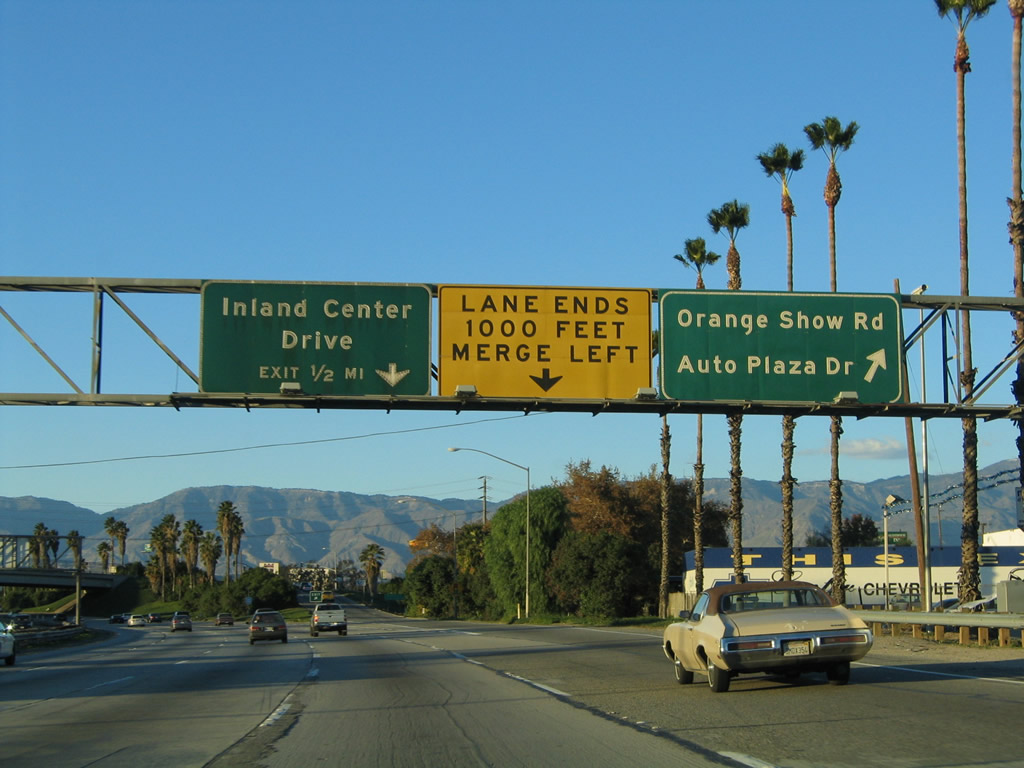 Inland Center
Drive
EXIT 1/2 MI
LANE ENDS
1000 FEET
MERGE LEFT
Orange Show Rd
Auto Plaza Dr
THIS
CHEVROLET